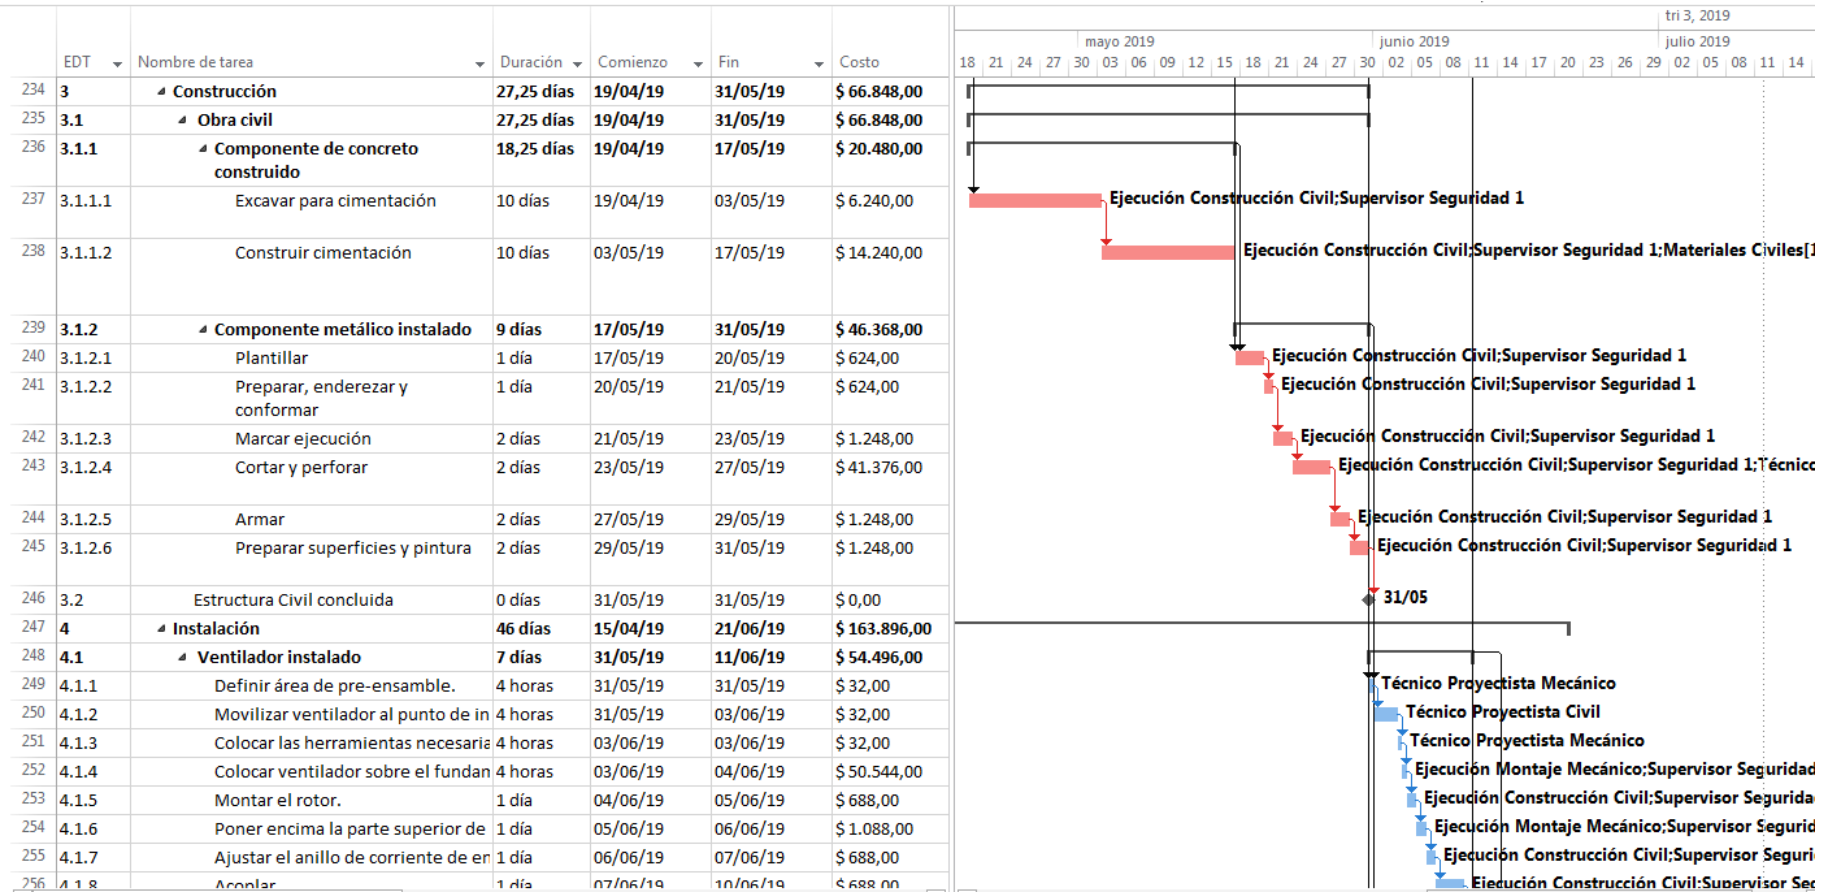 tri 3, 2019
mayo 2019 junio 2019 julio 2019
EDT Nombre de tarea Duración Comienzo Fin Costo 18 21 24 27 30 03 06 09 12 15 18 21 24 27 30 02 05 08 11 14 17 20 23 26 29 02 05 08 11 14
234 3 Construcción 27,25 días 19/04/19 31/05/19 $ 66.848,00
235 3.1 Obra civil 27,25 días 19/04/19 31/05/19 $ 66.848,00
236 3.1.1 Componente de concreto 18,25 días 19/04/19 17/05/19 $ 20.480,00
construido
237 3.1.1.1 Excavar para cimentación 10 días 19/04/19 03/05/19 $ 6.240,00 Ejecución Construcción Civil;Supervisor Seguridad 1
238 3.1.1.2 Construir cimentación 10 días 03/05/19 17/05/19 $ 14.240,00 Ejecución Construcción Civil;Supervisor Seguridad 1;Materiales Civiles[1
239 3.1.2 Componente metálico instalado 9 días 17/05/19 31/05/19 $ 46.368,00
240 3.1.2.1 Plantillar 1 día 17/05/19 20/05/19 $ 624,00 Ejecución Construcción Civil;Supervisor Seguridad 1
241 3.1.2.2 Preparar, enderezar y 1 día 20/05/19 21/05/19 $ 624,00 Ejecución Construcción Civil;Supervisor Seguridad 1
conformar
242 3.1.2.3 Marcar ejecución 2 días 21/05/19 23/05/19 $ 1.248,00 Ejecución Construcción Civil;Supervisor Seguridad 1
243 3.1.2.4 Cortar y perforar 2 días 23/05/19 27/05/19 $ 41.376,00 Ejecución Construcción Civil;Supervisor Seguridad 1;Técnico
244 3.1.2.5 Armar 2 días 27/05/19 29/05/19 $ 1.248,00 Ejecución Construcción Civil;Supervisor Seguridad 1
245 3.1.2.6 Preparar superficies y pintura 2 días 29/05/19 31/05/19 $ 1.248,00 Ejecución Construcción Civil;Supervisor Seguridad 1
246 3.2 Estructura Civil concluida 0 días 31/05/19 31/05/19 $ 0,00 31/05
247 4 Instalación 46 días 15/04/19 21/06/19 $ 163.896,00
248 4.1 Ventilador instalado 7 días 31/05/19 11/06/19 $ 54.496,00
249 4.1.1 Definir área de pre-ensamble. 4 horas 31/05/19 31/05/19 $ 32,00 Técnico Proyectista Mecánico
250 4.1.2 Movilizar ventilador al punto de in 4 horas 31/05/19 03/06/19 $ 32,00 Técnico Proyectista Civil
251 4.1.3 Colocar las herramientas necesaria 4 horas 03/06/19 03/06/19 $ 32,00 Técnico Proyectista Mecánico
252 4.1.4 Colocar ventilador sobre el fundan 4 horas 03/06/19 04/06/19 $ 50.544,00 Ejecución Montaje Mecánico;Supervisor Seguridad
253 4.1.5 Montar el rotor. 1 día 04/06/19 05/06/19 $ 688,00 Ejecución Construcción Civil;Supervisor Segurida
254 4.1.6 Poner encima la parte superior de 1 día 05/06/19 06/06/19 $ 1.088,00 Ejecución Montaje Mecánico;Supervisor Segurid
255 4.1.7 Ajustar el anillo de corriente de en 1 día 06/06/19 07/06/19 $ 688,00 Ejecución Construcción Civil;Supervisor Seguri
256 4.1.8 Acoplar 1 día 07/06/19 10/06/19 $ 688,00 Ejecución Construcción Civil;Supervisor Seg